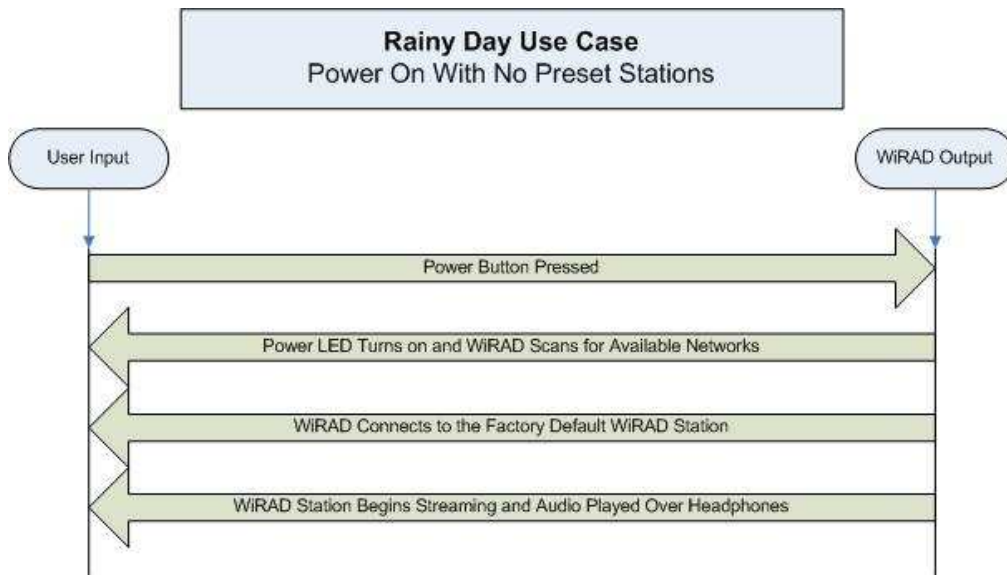 Rainy Day Use Case
Power On With No Preset Stations
User Input
WiRAD Output
Power Button Pressed
Power LED Turns on and WiRAD Scans for Available Networks
WiRAD Connects to the Factory Default WiRAD Station
WiRAD Station Begins Streaming and Audio Played Over Headphones